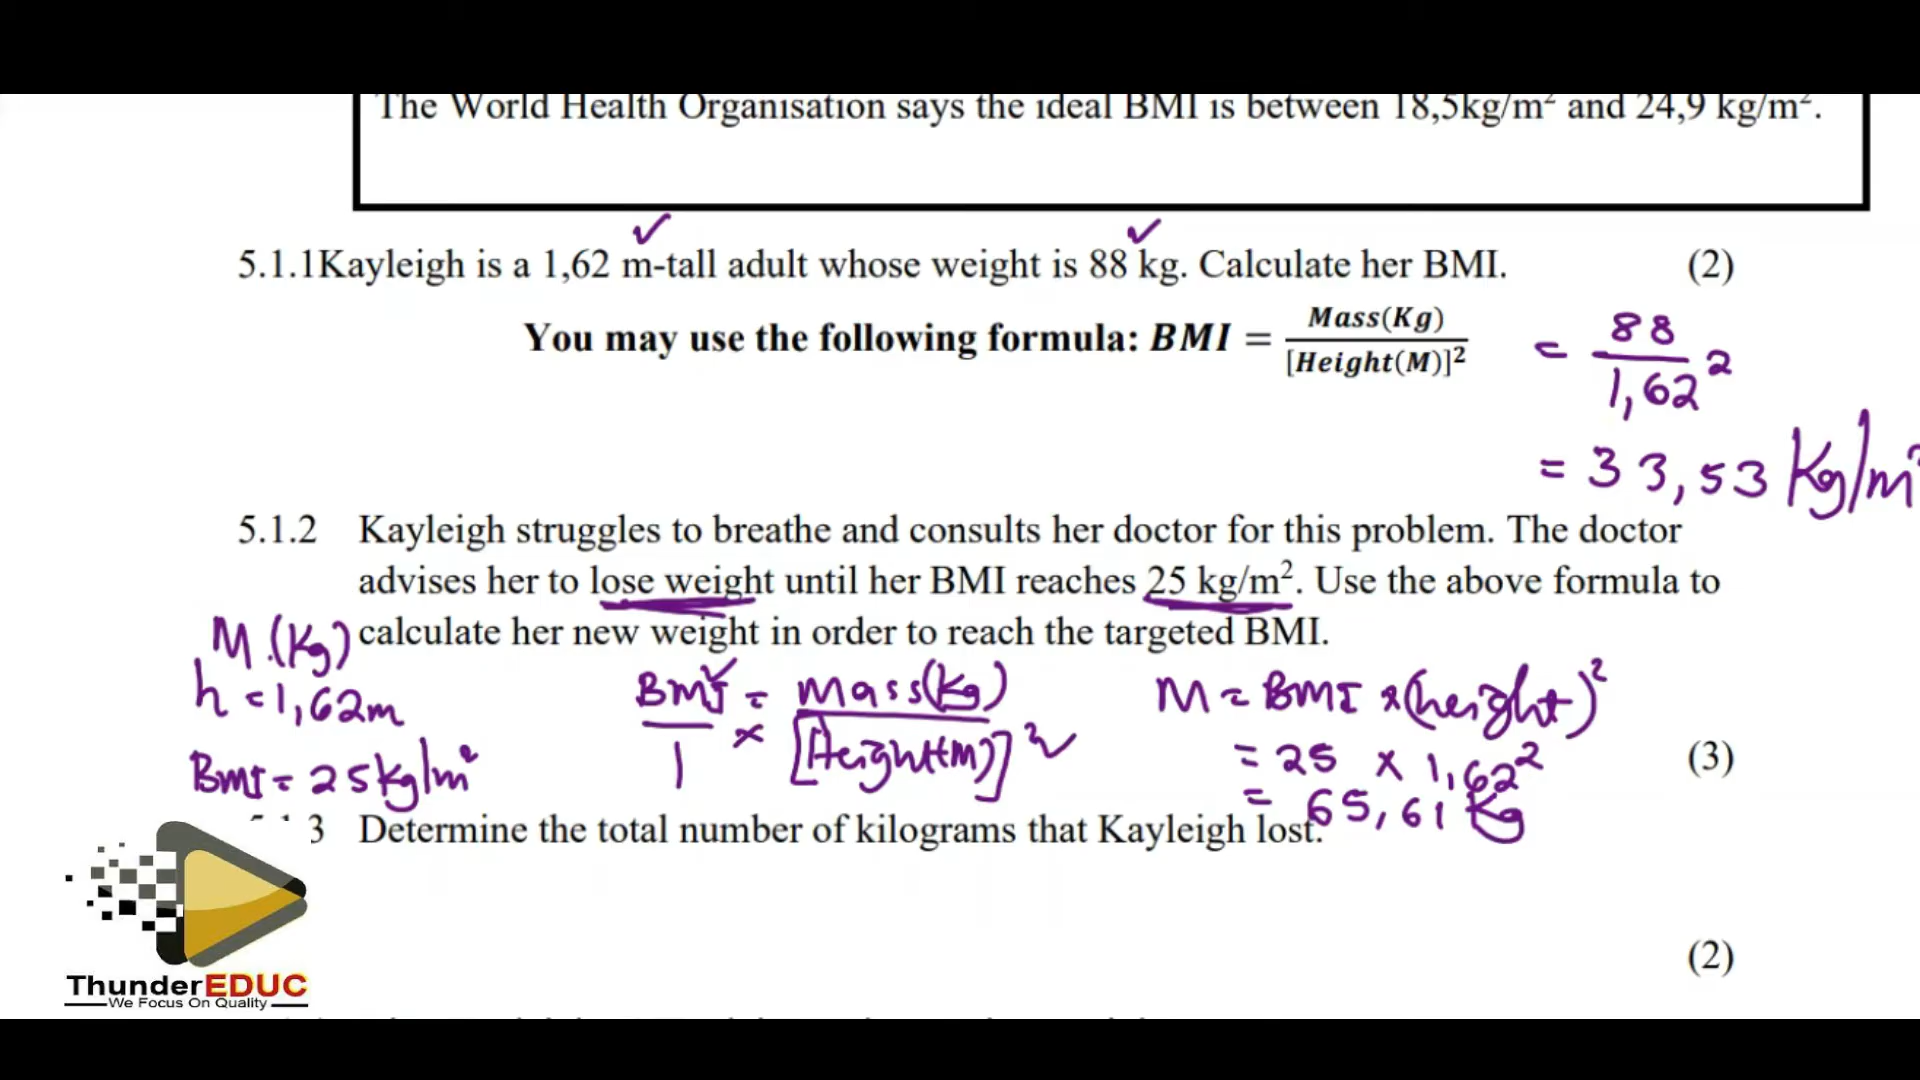 The World Health Organisation says the ideal BMI is between 18,5kg/m² and 24,9 kg/m².
5.1.1Kayleigh is a 1,62 m-tall adult whose weight is 88 kg. Calculate her BMI. (2)
You may use the following formula: BMI = Mass(Kg) / [Height(M)]²
= 88 / 1,62²
= 33,53 Kg/m²
5.1.2 Kayleigh struggles to breathe and consults her doctor for this problem. The doctor
advises her to lose weight until her BMI reaches 25 kg/m². Use the above formula to
calculate her new weight in order to reach the targeted BMI.
M.(Kg)
h = 1,62m
BMI = 25kg/m²
BMI / 1 = Mass(Kg) / [Height(M)]²
M = BMI × (height)²
= 25 × 1,62²
= 65,61 Kg
(3)
3 Determine the total number of kilograms that Kayleigh lost.
(2)
ThunderEDUC
We Focus On Quality